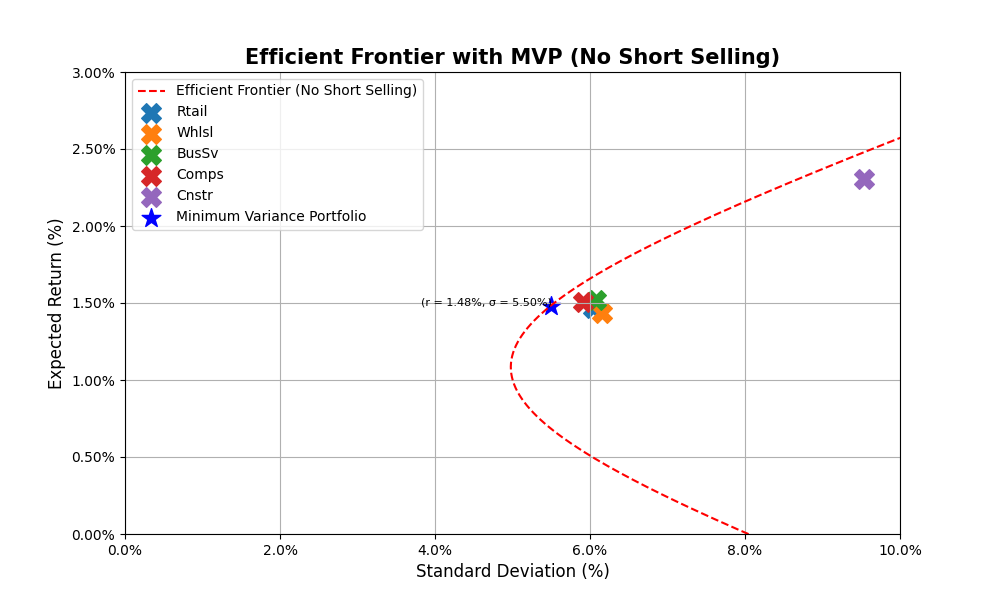 Efficient Frontier with MVP (No Short Selling)
3.00%
2.50%
2.00%
1.50%
1.00%
0.50%
0.00%
Expected Return (%)
Efficient Frontier (No Short Selling)
Rtail
Whlsl
BusSv
Comps
Cnstr
Minimum Variance Portfolio
(r = 1.48%, σ = 5.50%)
0.0%
2.0%
4.0%
6.0%
8.0%
10.0%
Standard Deviation (%)